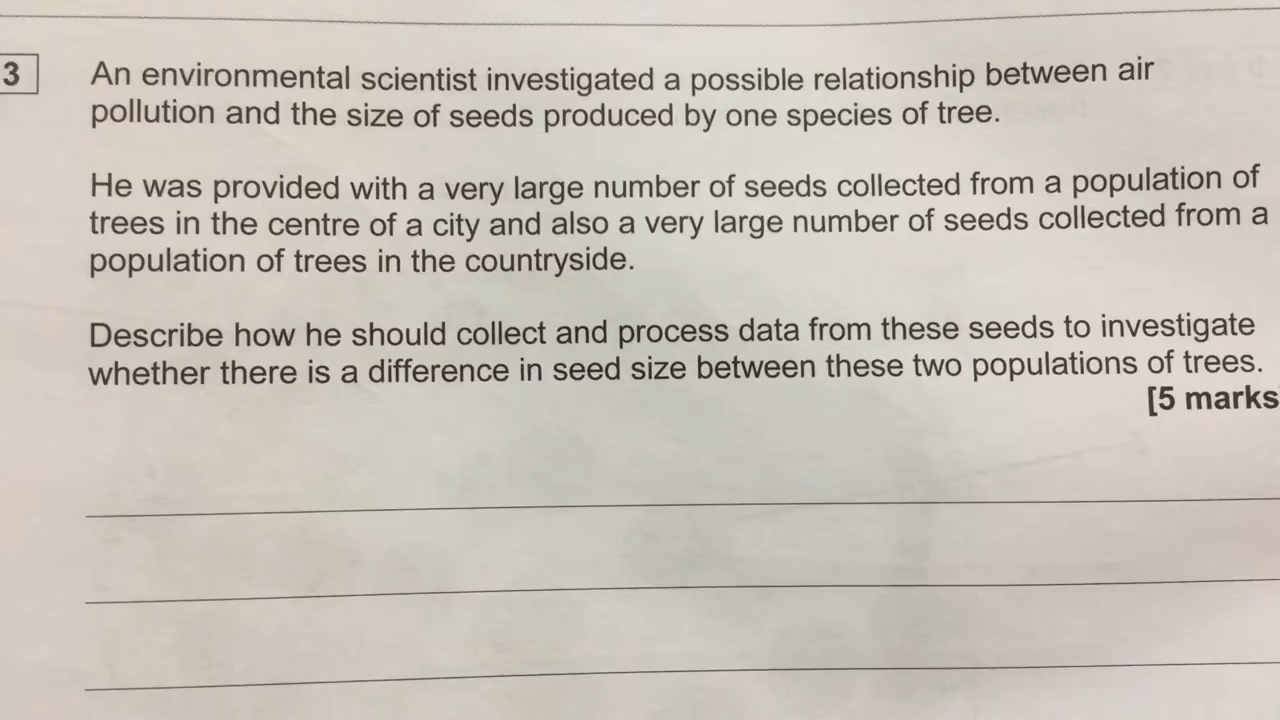 3
An environmental scientist investigated a possible relationship between air
pollution and the size of seeds produced by one species of tree.
He was provided with a very large number of seeds collected from a population of
trees in the centre of a city and also a very large number of seeds collected from a
population of trees in the countryside.
Describe how he should collect and process data from these seeds to investigate
whether there is a difference in seed size between these two populations of trees.
[5 marks